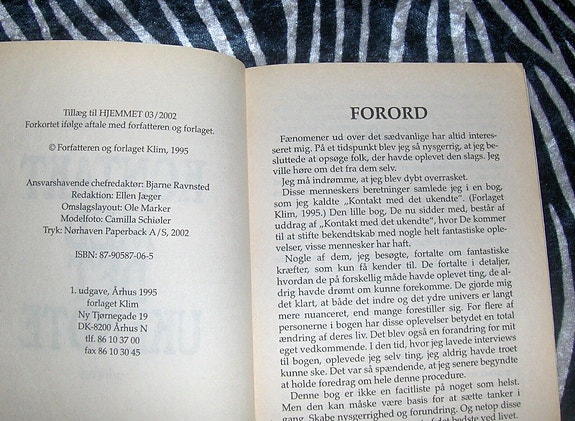 Tillæg til HJEMMET 03/2002
Forkortet ifølge aftale med forfatteren og forlaget.
© Forfatteren og forlaget Klim, 1995
Ansvarshavende chefredaktør: Bjarne Ravnsted
Redaktion: Ellen Jæger
Omslagslayout: Ole Marker
Modelfoto: Camilla Schiøler
Tryk: Nørhaven Paperback A/S, 2002
ISBN: 87-90587-06-5
1. udgave, Århus 1995
forlaget Klim
Ny Tjørnegade 19
DK-8200 Århus N
tlf. 86 10 37 00
fax 86 10 30 45
FORORD
Fænomener ud over det sædvanlige har altid interes-
seret mig. På et tidspunkt blev jeg så nysgerrig, at jeg be-
sluttede at opsøge folk, der havde oplevet den slags. Jeg
ville høre om det fra dem selv.
Jeg må indrømme, at jeg blev dybt overrasket.
Disse menneskers beretninger samlede jeg i en bog,
som jeg kaldte „Kontakt med det ukendte“. (Forlaget
Klim, 1995.) Den lille bog, De nu sidder med, består af
uddrag af „Kontakt med det ukendte“, hvor De kommer
til at stifte bekendtskab med nogle helt fantastiske ople-
velser, visse mennesker har haft.
Nogle af dem, jeg besøgte, fortalte om fantastiske
kræfter, som kun få kender til. De fortalte i detaljer,
hvordan de på forskellig måde havde oplevet ting, de al-
drig havde drømt om kunne forekomme. De gjorde mig
det klart, at både det indre og det ydre univers er langt
mere nuanceret, end mange forestiller sig. For flere af
personerne i bogen har disse oplevelser betydet en total
ændring af deres liv. Det blev også en forandring for mit
eget vedkommende. I den tid, hvor jeg lavede interviews
til bogen, oplevede jeg selv ting, jeg aldrig havde troet
kunne ske. Det var så spændende, at jeg senere begyndte
at holde foredrag om hele denne procedure.
Denne bog er ikke en facitliste på noget som helst.
Men den kan måske være basis for at sætte tanker i
gang. Skabe nysgerrighed og forundring. Og netop disse
af det bedste ved livet.